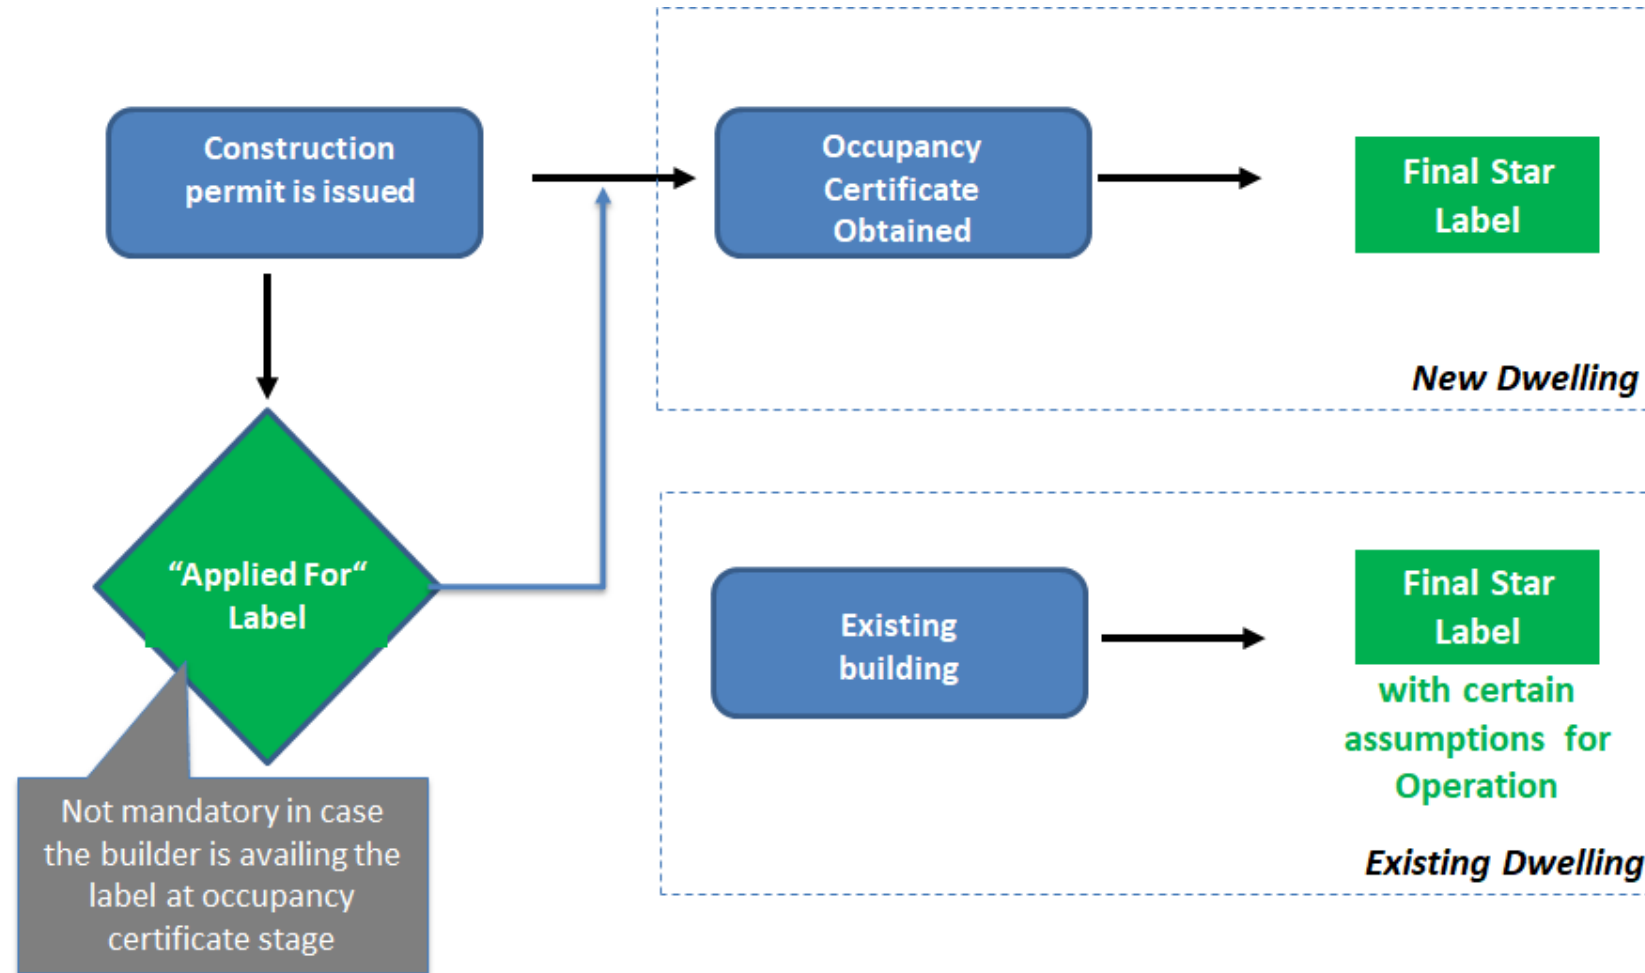 Construction
permit is issued
Occupancy
Certificate
Obtained
Final Star
Label
New Dwelling
“Applied For“
Label
Not mandatory in case
the builder is availing the
label at occupancy
certificate stage
Existing
building
Final Star
Label
with certain
assumptions for
Operation
Existing Dwelling